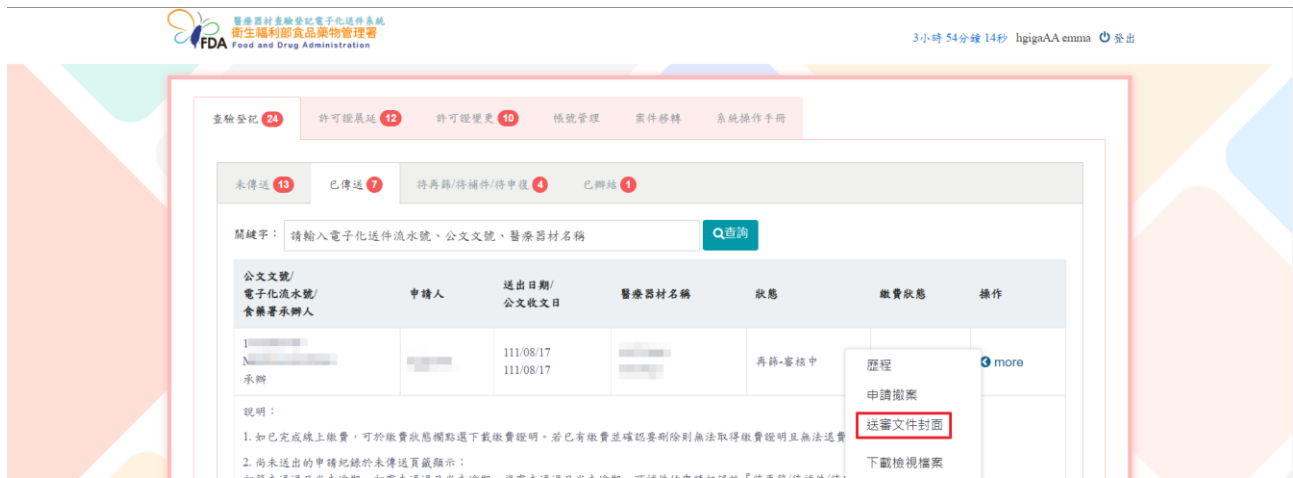 醫療器材查驗登記電子化送件系統
衛生福利部食品藥物管理署
FDA Food and Drug Administration
3小時 54分鐘 14秒 hgigaAA emma 登出
查驗登記 24 許可證展延 12 許可證變更 10 帳號管理 案件移轉 系統操作手冊
未傳送 13 已傳送 7 待再篩/待補件/待申復 4 已辦結 1
關鍵字： 請輸入電子化送件流水號、公文文號、醫療器材名稱 查詢
公文文號/
電子化流水號/
食藥署承辦人
申請人
送出日期/
公文收文日
醫療器材名稱
狀態
繳費狀態
操作
1
N
承辦
111/08/17
111/08/17
再篩-審核中
more
歷程
申請撤案
送審文件封面
下載檢視檔案
說明：
1. 如已完成線上繳費，可於繳費狀態欄點選下載繳費證明。若已有繳費並確認要刪除則無法取得繳費證明且無法退費
2. 尚未送出的申請紀錄於未傳送頁籤顯示；